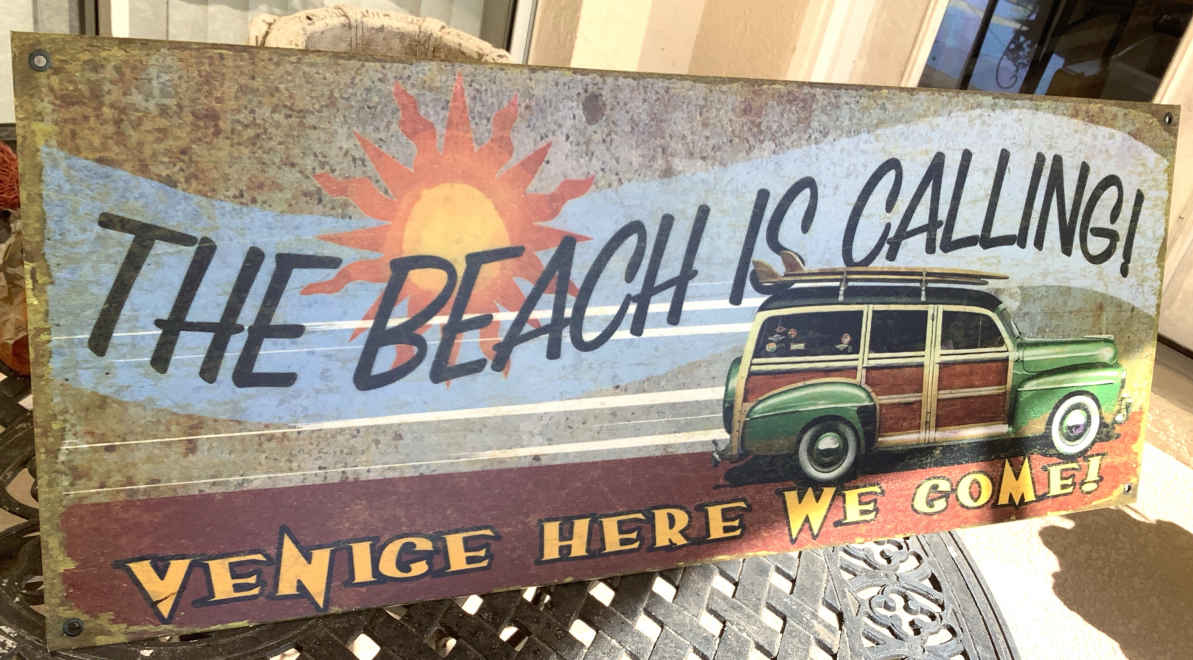 THE BEACH IS CALLING!
VENICE HERE WE COME!